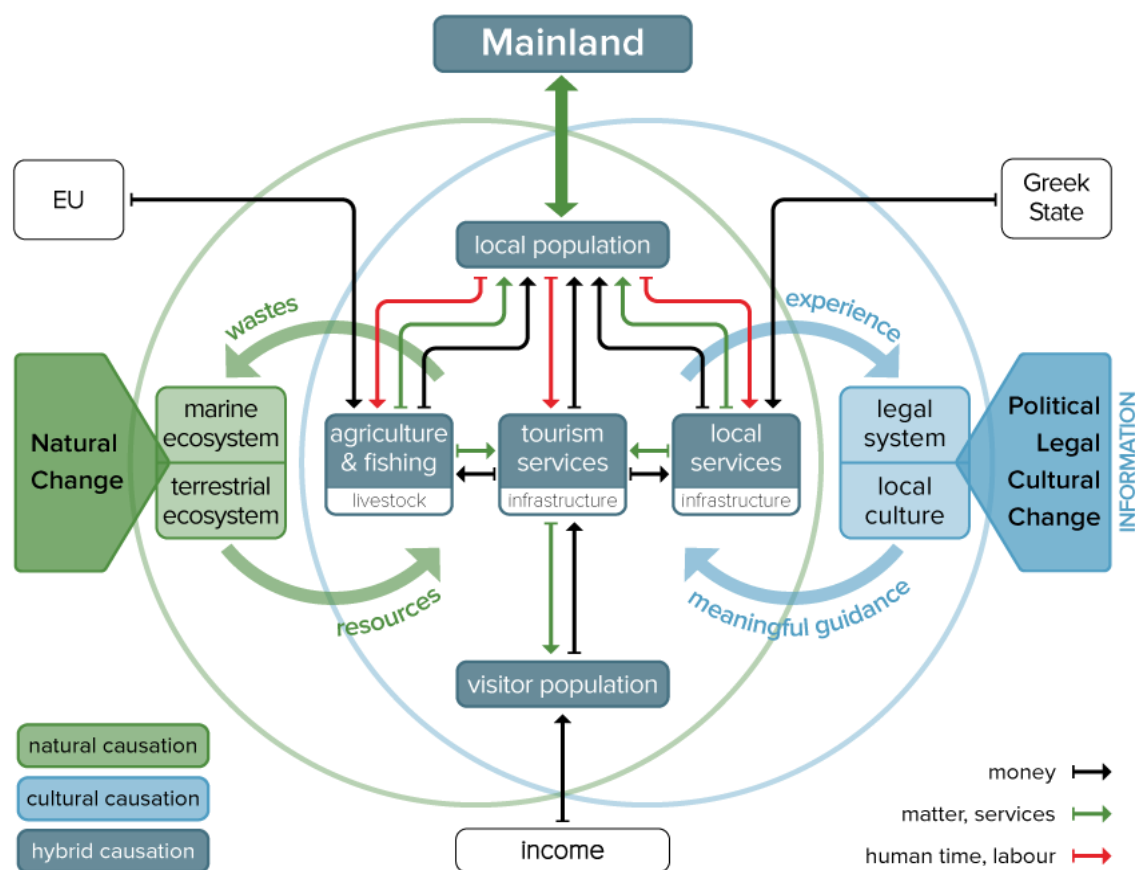 Mainland
EU
Greek
State
local population
wastes
experience
Natural
Change
marine
ecosystem
terrestrial
ecosystem
agriculture
& fishing
livestock
tourism
services
infrastructure
local
services
infrastructure
legal
system
local
culture
Political
Legal
Cultural
Change
INFORMATION
resources
meaningful guidance
visitor population
natural causation
cultural causation
hybrid causation
income
money
matter, services
human time, labour